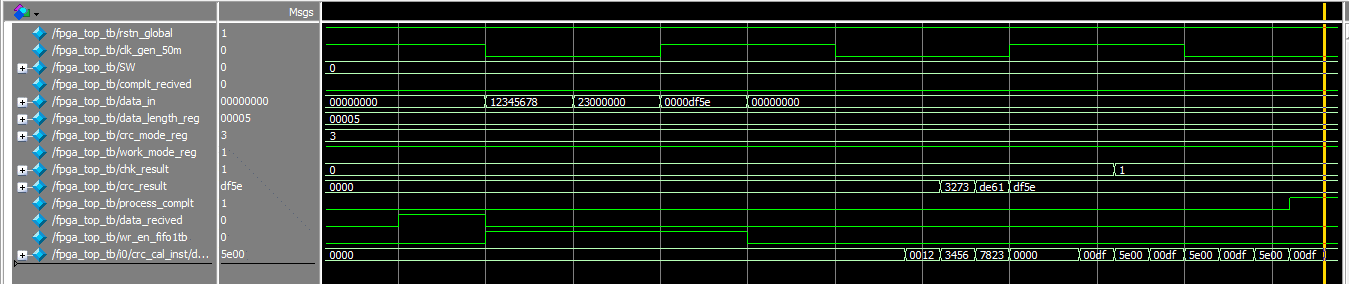 Msgs
/fpga_top_tb/rstn_global 1
/fpga_top_tb/clk_gen_50m 0
/fpga_top_tb/SW 0 0
/fpga_top_tb/complt_recived 0
/fpga_top_tb/data_in 00000000 00000000 12345678 23000000 0000df5e 00000000
/fpga_top_tb/data_length_reg 00005 00005
/fpga_top_tb/crc_mode_reg 3 3
/fpga_top_tb/work_mode_reg 1
/fpga_top_tb/chk_result 1 0 1
/fpga_top_tb/crc_result df5e 0000 3273 de61 df5e
/fpga_top_tb/process_complt 1
/fpga_top_tb/data_recived 0
/fpga_top_tb/wr_en_fifo1tb 0
/fpga_top_tb/i0/crc_cal_inst/d... 5e00 0000 0012 3456 7823 0000 00df 5e00 00df 5e00 00df 5e00 00df